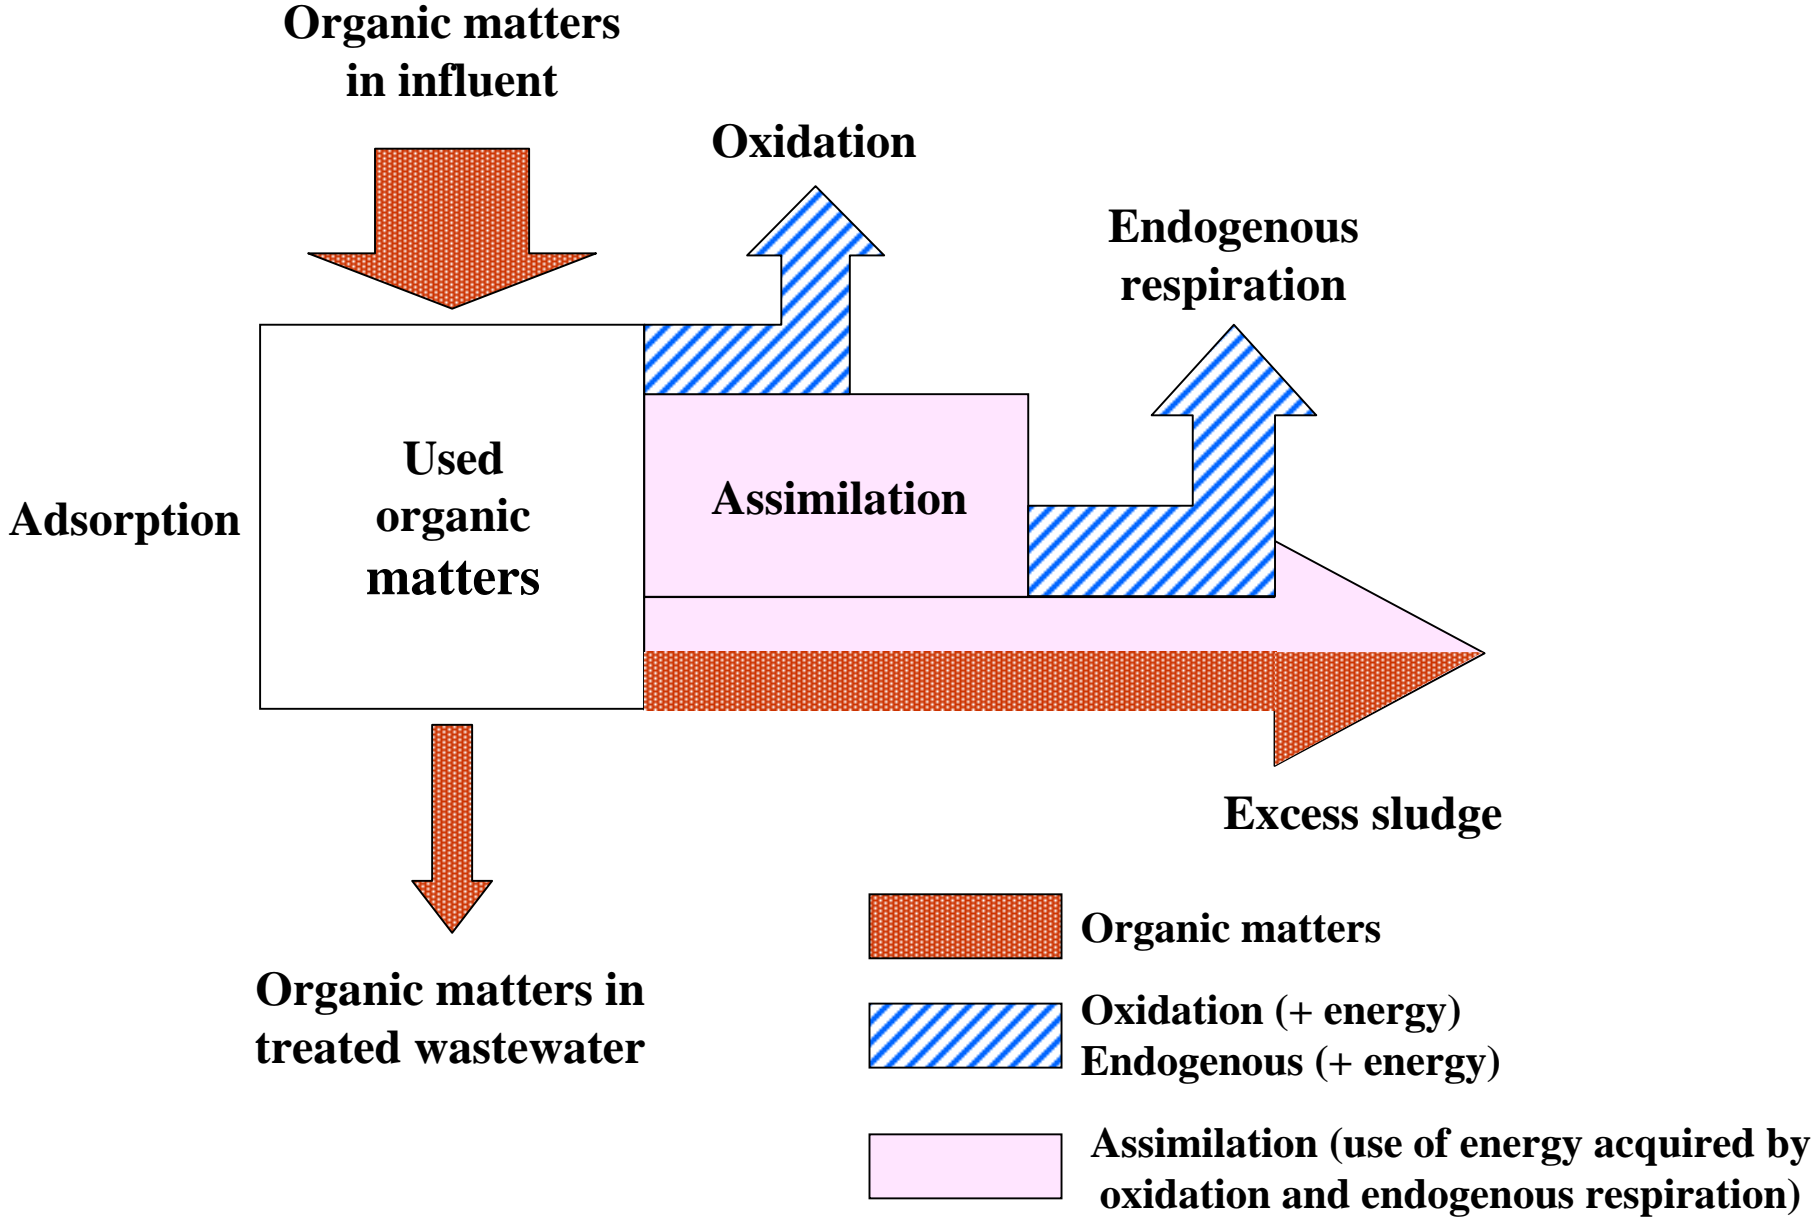 Organic matters
in influent
Oxidation
Endogenous
respiration
Used
organic
matters
Assimilation
Adsorption
Excess sludge
Organic matters in
treated wastewater
Organic matters
Oxidation (+ energy)
Endogenous (+ energy)
Assimilation (use of energy acquired by
oxidation and endogenous respiration)